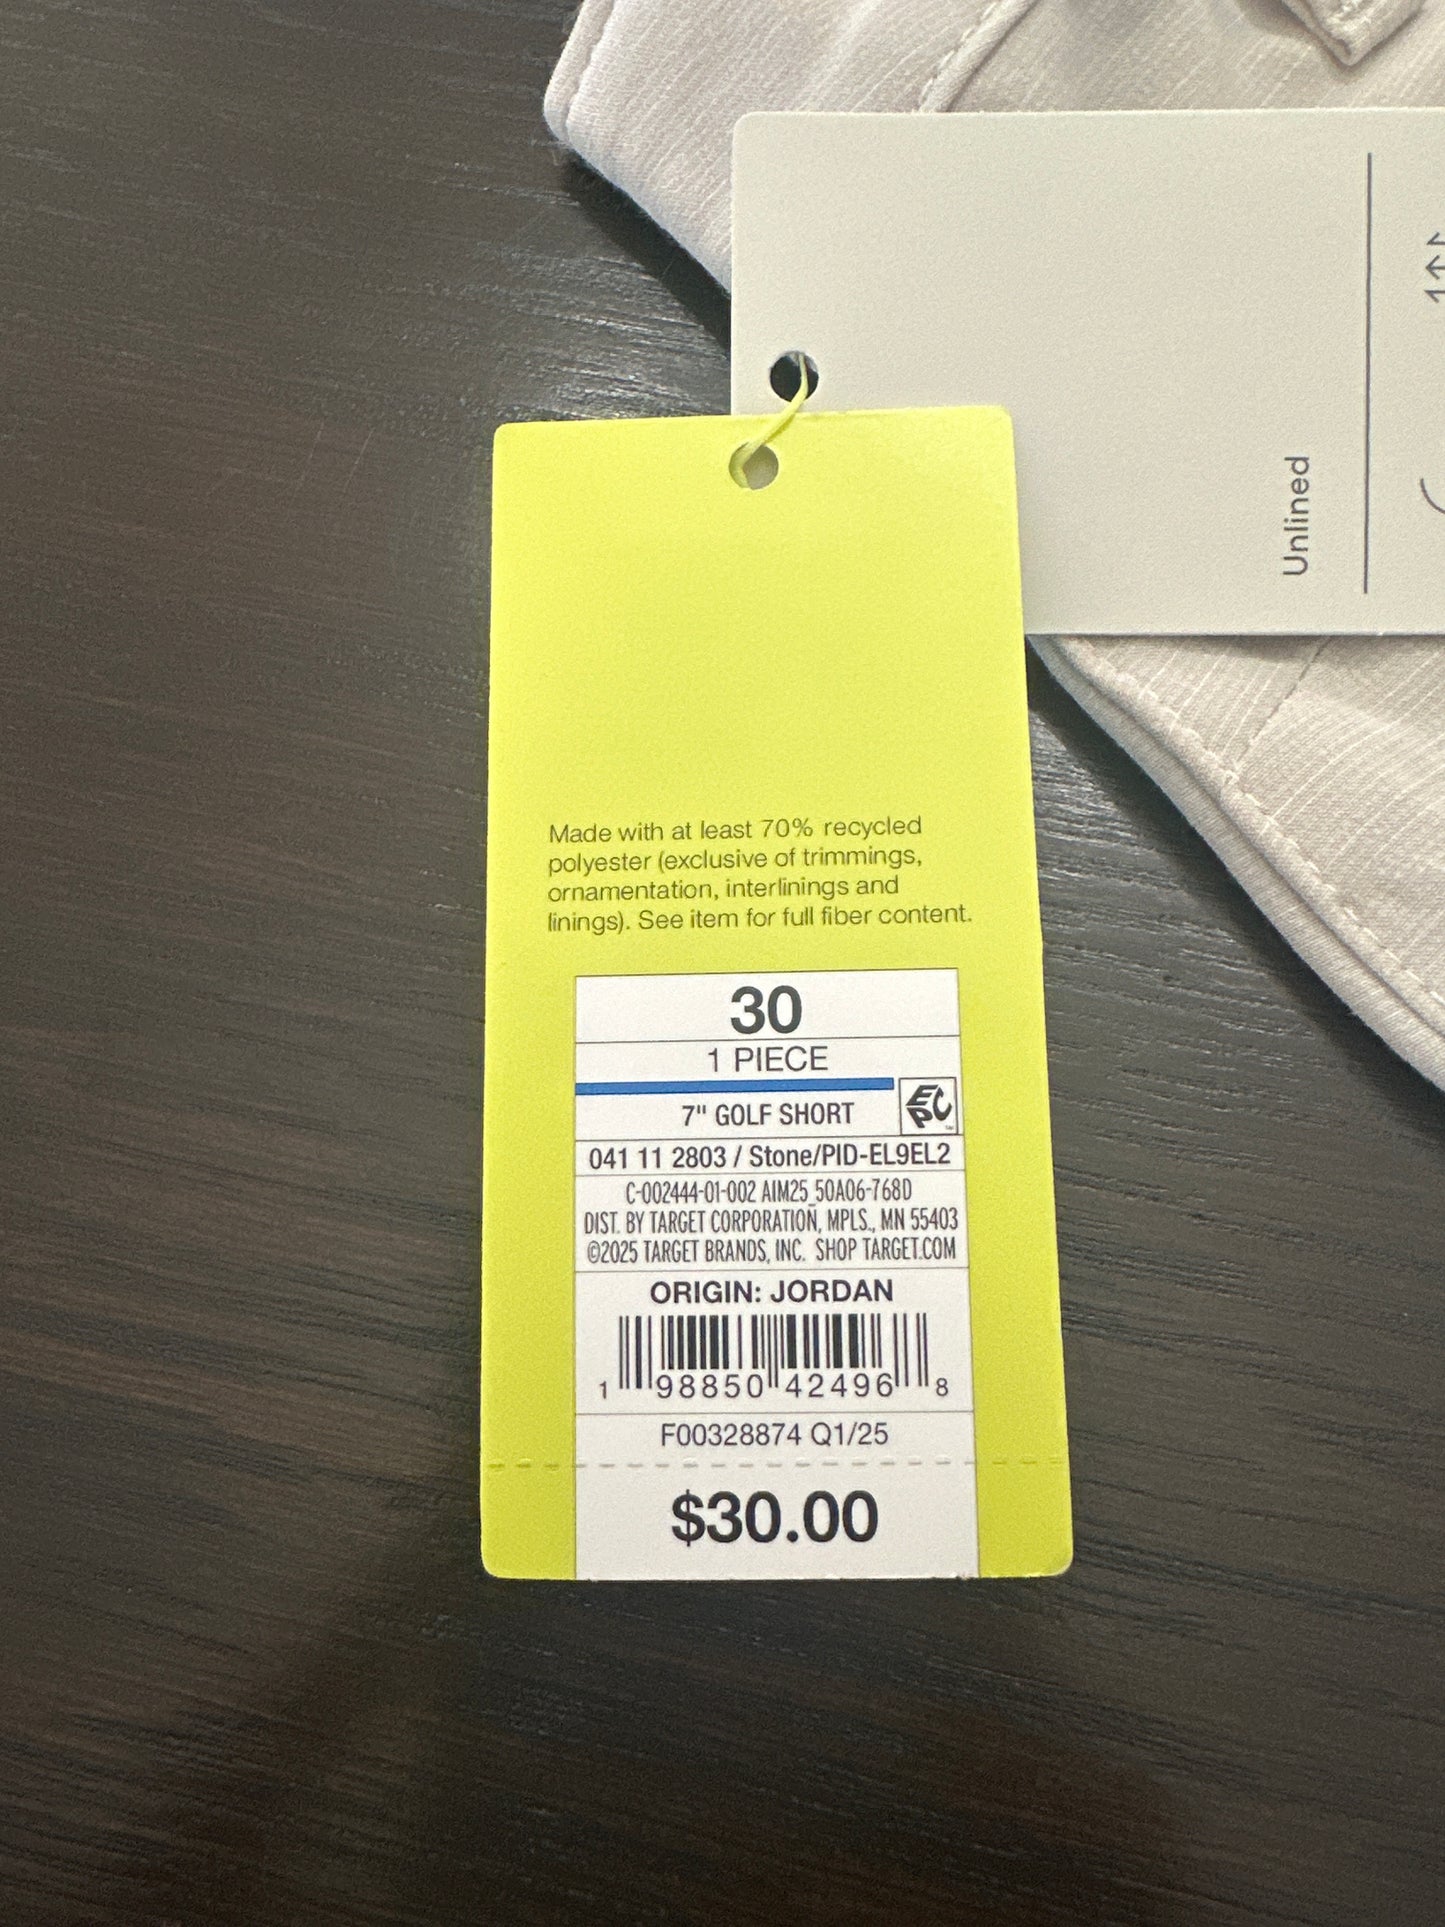 Unlined
Made with at least 70% recycled
polyester (exclusive of trimmings,
ornamentation, interlinings and
linings). See item for full fiber content.
30
1 PIECE
7" GOLF SHORT
EPC
041 11 2803 / Stone/PID-EL9EL2
C-002444-01-002 AIM25_50A06-768D
DIST. BY TARGET CORPORATION, MPLS., MN 55403
©2025 TARGET BRANDS, INC. SHOP TARGET.COM
ORIGIN: JORDAN
1 98850 42496 8
F00328874 Q1/25
$30.00